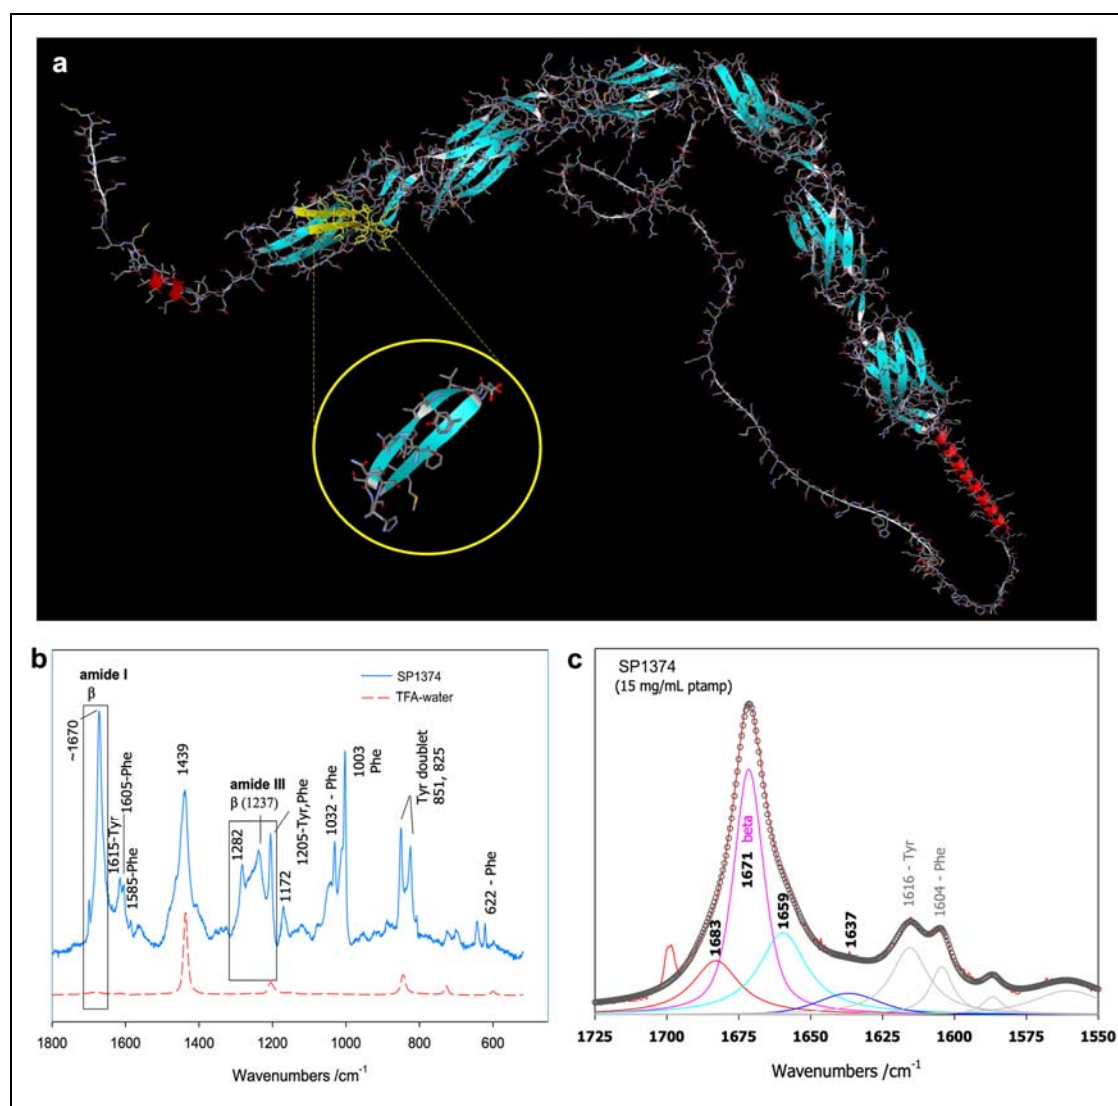 a
b
amide I
β
~1670
1615-Tyr
1605-Phe
1585-Phe
1439
SP1374
TFA-water
amide III
β (1237)
1282
1205-Tyr,Phe
1172
1032 - Phe
1003
Phe
Tyr doublet
851, 825
622 - Phe
1800 1600 1400 1200 1000 800 600
Wavenumbers /cm-1
c
SP1374
(15 mg/mL ptamp)
1683
1671 beta
1659
1637
1616 - Tyr
1604 - Phe
1725 1700 1675 1650 1625 1600 1575 1550
Wavenumbers /cm-1